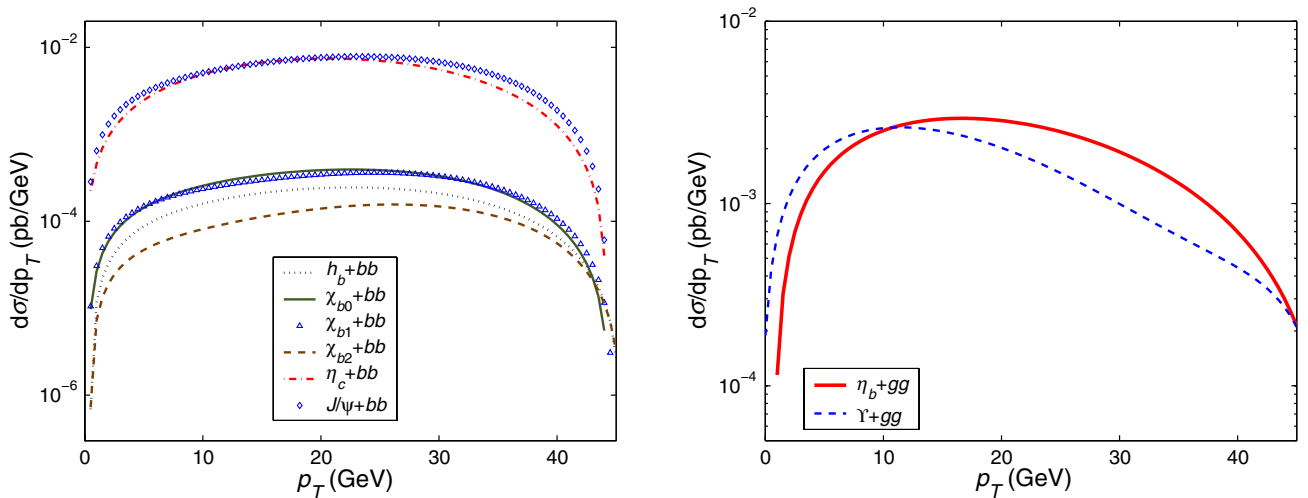 10⁻²
10⁻⁴
10⁻⁶
dσ/dp_T (pb/GeV)
h_b+bb
χ_b0+bb
χ_b1+bb
χ_b2+bb
η_c+bb
J/ψ+bb
0 10 20 30 40
p_T (GeV)
10⁻¹
10⁻²
10⁻³
10⁻⁴
dσ/dp_T (pb/GeV)
η_b+gg
ϒ+gg
0 10 20 30 40
p_T (GeV)